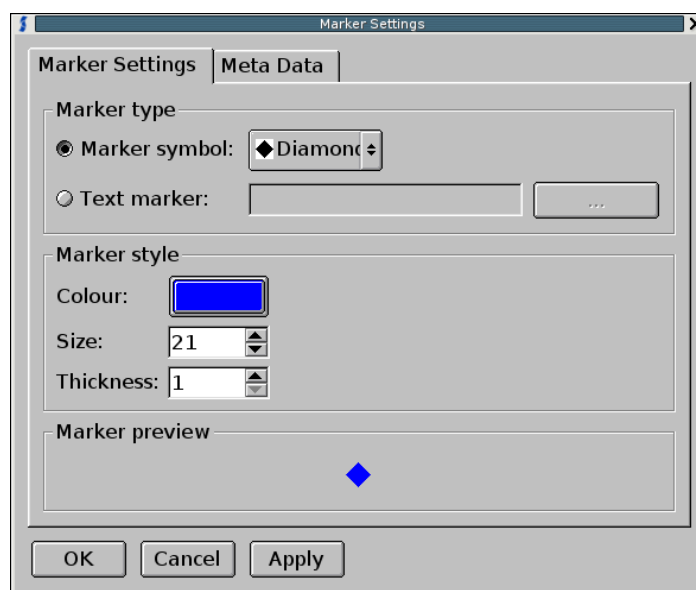 Marker Settings
Marker Settings Meta Data
Marker type
Marker symbol: Diamond
Text marker: ...
Marker style
Colour:
Size: 21
Thickness: 1
Marker preview
OK Cancel Apply